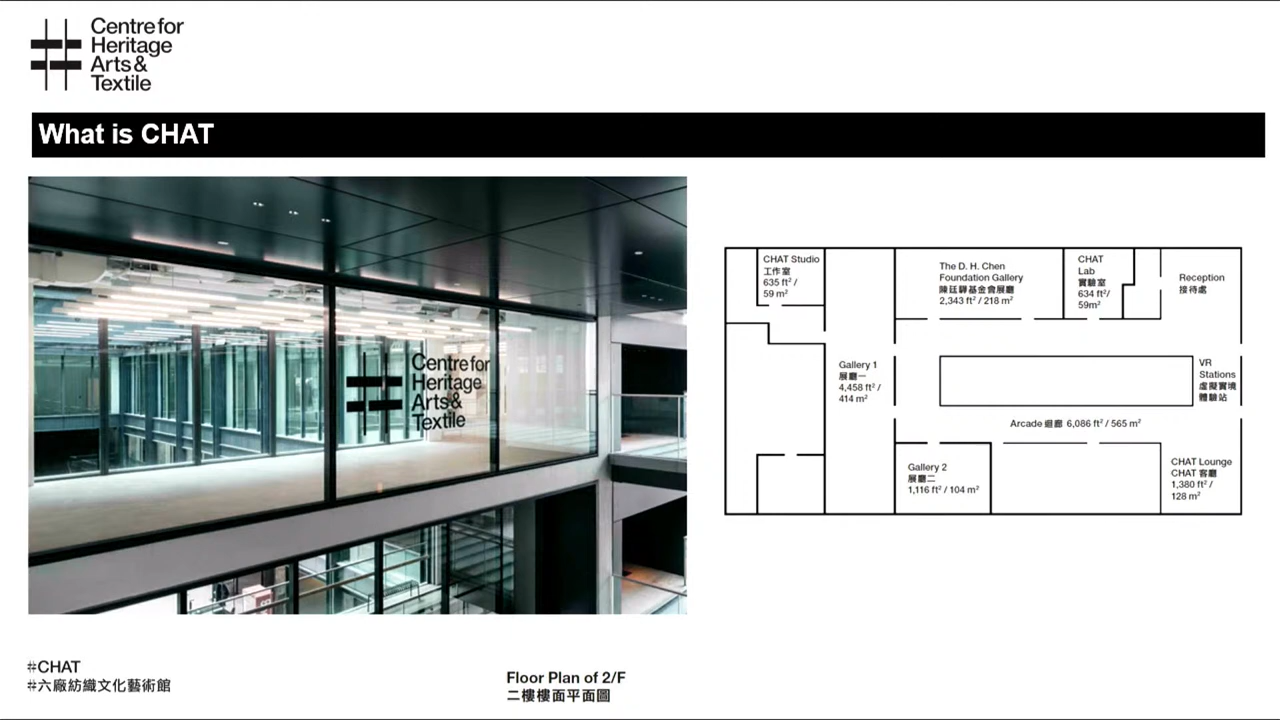 Centre for
Heritage
Arts &
Textile
What is CHAT
Centre for
Heritage
Arts &
Textile
CHAT Studio
工作室
635 ft² /
59 m²
The D. H. Chen
Foundation Gallery
陳廷驊基金會展廳
2,343 ft² / 218 m²
CHAT
Lab
實驗室
634 ft²/
59m²
Reception
接待處
Gallery 1
展廳一
4,458 ft² /
414 m²
VR
Stations
虛擬實境
體驗站
Arcade 迴廊 6,086 ft² / 565 m²
Gallery 2
展廳二
1,116 ft² / 104 m²
CHAT Lounge
CHAT 客廳
1,380 ft² /
128 m²
#CHAT
#六廠紡織文化藝術館
Floor Plan of 2/F
二樓樓面平面圖